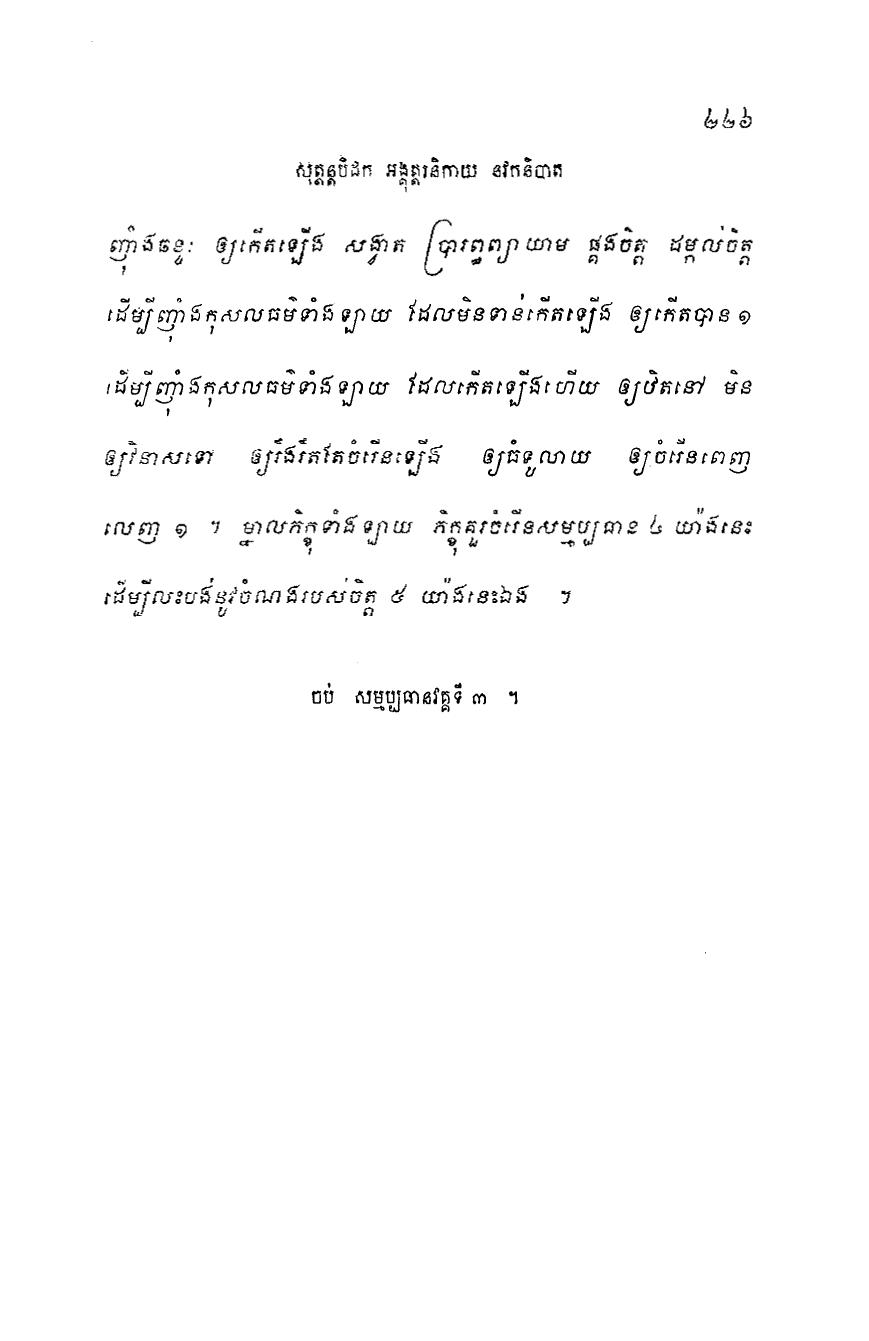 ២២៦
សុត្តន្តបិដក អង្គុត្តរនិកាយ នវកនិបាត
ញុំាងឆន្ទៈ ឲ្យកើតឡើង សង្វាត ប្រារព្ធព្យាយាម ផ្គងចិត្ត ដម្កល់ចិត្ត
ដើម្បីញុំាងកុសលធម៌ទាំងឡាយ ដែលមិនទាន់កើតឡើង ឲ្យកើតបាន ១
ដើម្បីញុំាងកុសលធម៌ទាំងឡាយ ដែលកើតឡើងហើយ ឲ្យឋិតនៅ មិន
ឲ្យវិនាសទៅ ឲ្យរឹងរឹតតែចំរើនឡើង ឲ្យធំទូលាយ ឲ្យចំរើនពេញ
លេញ ១ ។ ម្នាលភិក្ខុទាំងឡាយ ភិក្ខុគួរចំរើនសម្មប្បធាន ៤ យ៉ាងនេះ
ដើម្បីលះបង់នូវចំណងរបស់ចិត្ត ៥ យ៉ាងនេះឯង ។
ចប់ សម្មប្បធានវគ្គទី ៣ ។